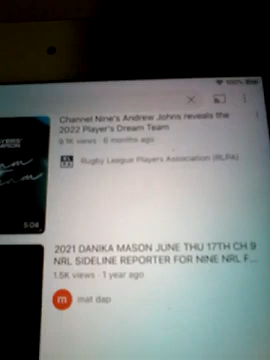 100%
Channel Nine's Andrew Johns reveals the
2022 Player's Dream Team
9.1K views · 6 months ago
Rugby League Players Association (RLPA)
5:04
2021 DANIKA MASON JUNE THU 17TH CH 9
NRL SIDELINE REPORTER FOR NINE NRL F...
1.5K views · 1 year ago
m
mat dap